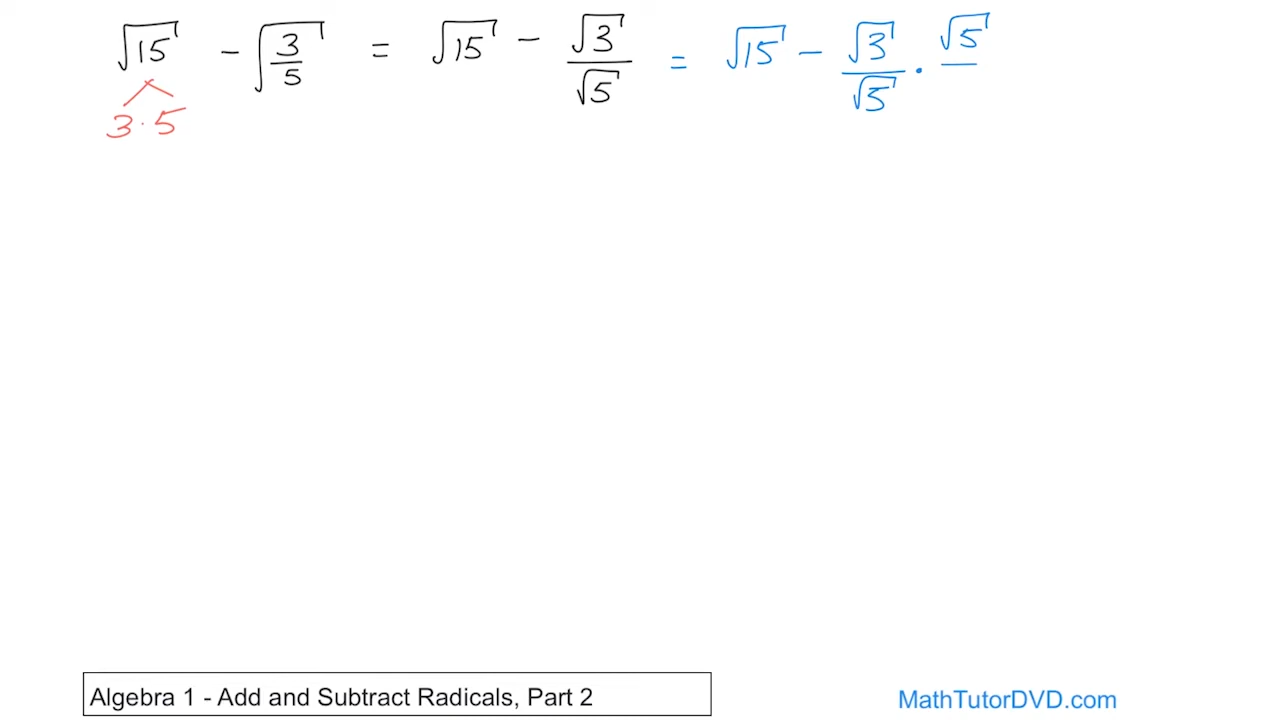 √15 - √(3/5) = √15 - √3/√5 = √15 - √3/√5 · √5/
3·5
Algebra 1 - Add and Subtract Radicals, Part 2
MathTutorDVD.com